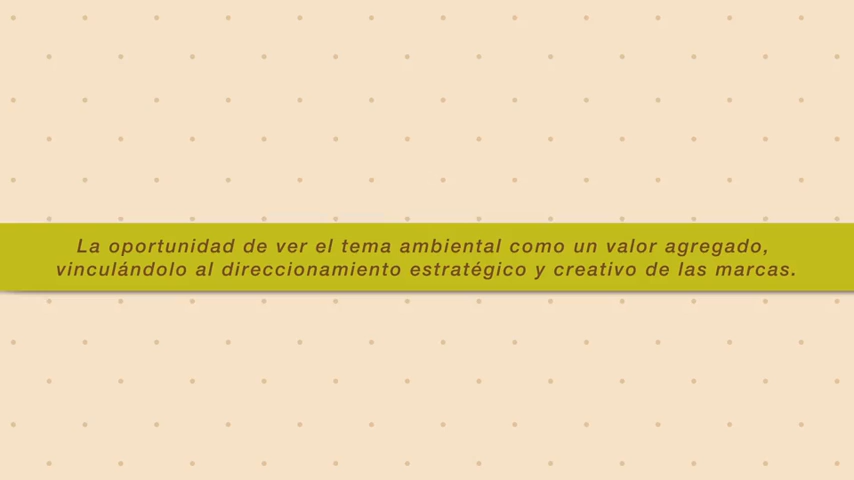 La oportunidad de ver el tema ambiental como un valor agregado,
vinculándolo al direccionamiento estratégico y creativo de las marcas.